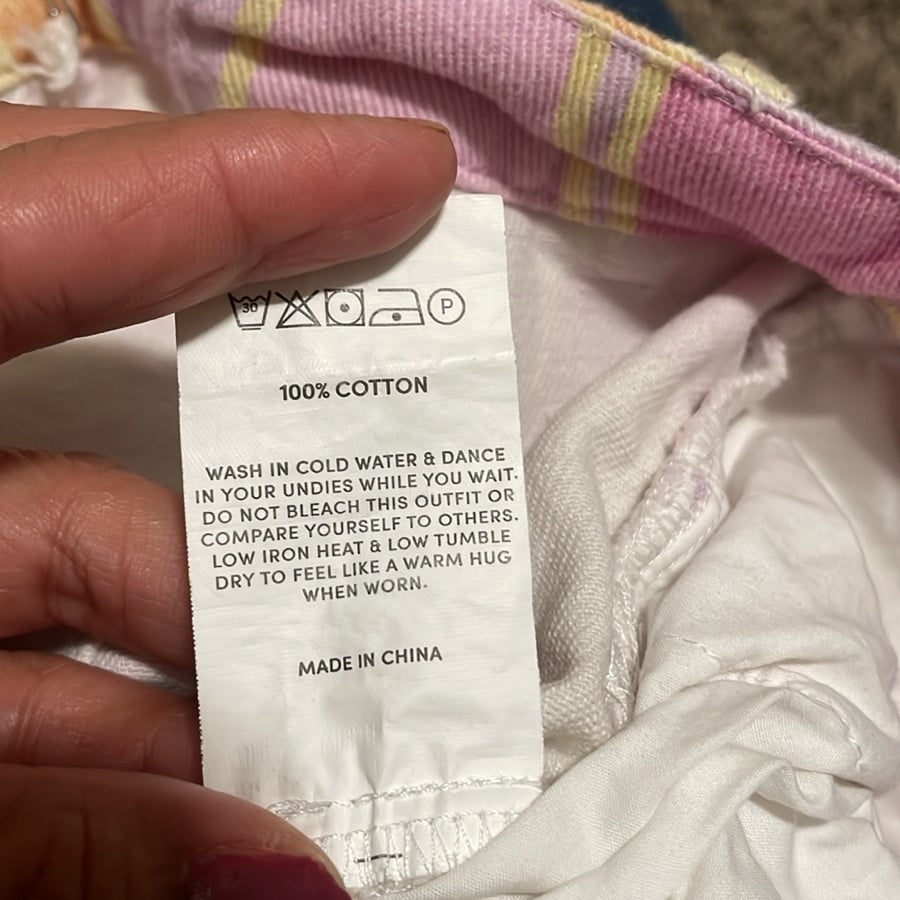 30 P
100% COTTON
WASH IN COLD WATER & DANCE
IN YOUR UNDIES WHILE YOU WAIT.
DO NOT BLEACH THIS OUTFIT OR
COMPARE YOURSELF TO OTHERS.
LOW IRON HEAT & LOW TUMBLE
DRY TO FEEL LIKE A WARM HUG
WHEN WORN.
MADE IN CHINA